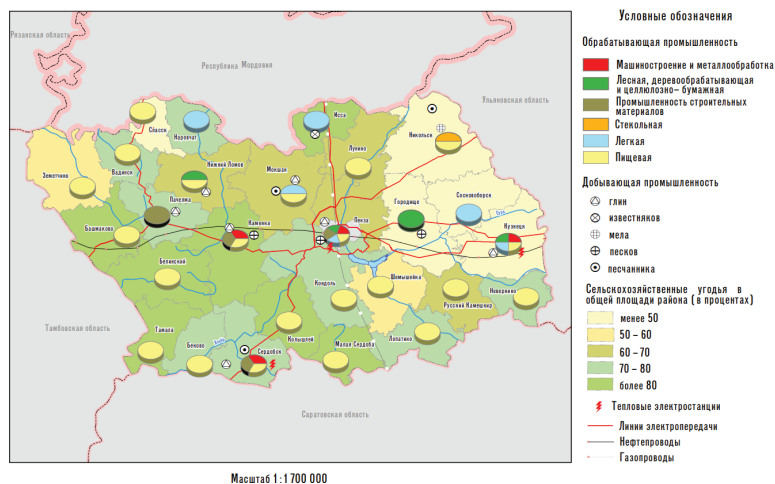 Рязанская область
Республика Мордовия
Ульяновская область
Тамбовская область
Саратовская область
Спасск
Наровчат
Исса
Никольск
Земетчино
Вадинск
Нижний Ломов
Мокшан
Лунино
Пачелма
Каменка
Пенза
Городище
Сосновоборск
Кузнецк
Башмаково
Белинский
Кондоль
Шемышейка
Русский Камешкир
Неверкино
Тамала
Беково
Сердобск
Колышлей
Малая Сердоба
Лопатино
Масштаб 1:1 700 000
Условные обозначения
Обрабатывающая промышленность
Машиностроение и металлообработка
Лесная, деревообрабатывающая
и целлюлозно– бумажная
Промышленность строительных
материалов
Стекольная
Легкая
Пищевая
Добывающая промышленность
глин
известняков
мела
песков
песчанника
Сельскохозяйственные угодья в
общей площади района (в процентах)
менее 50
50 – 60
60 – 70
70 – 80
более 80
Тепловые электростанции
Линии электропередачи
Нефтепроводы
Газопроводы